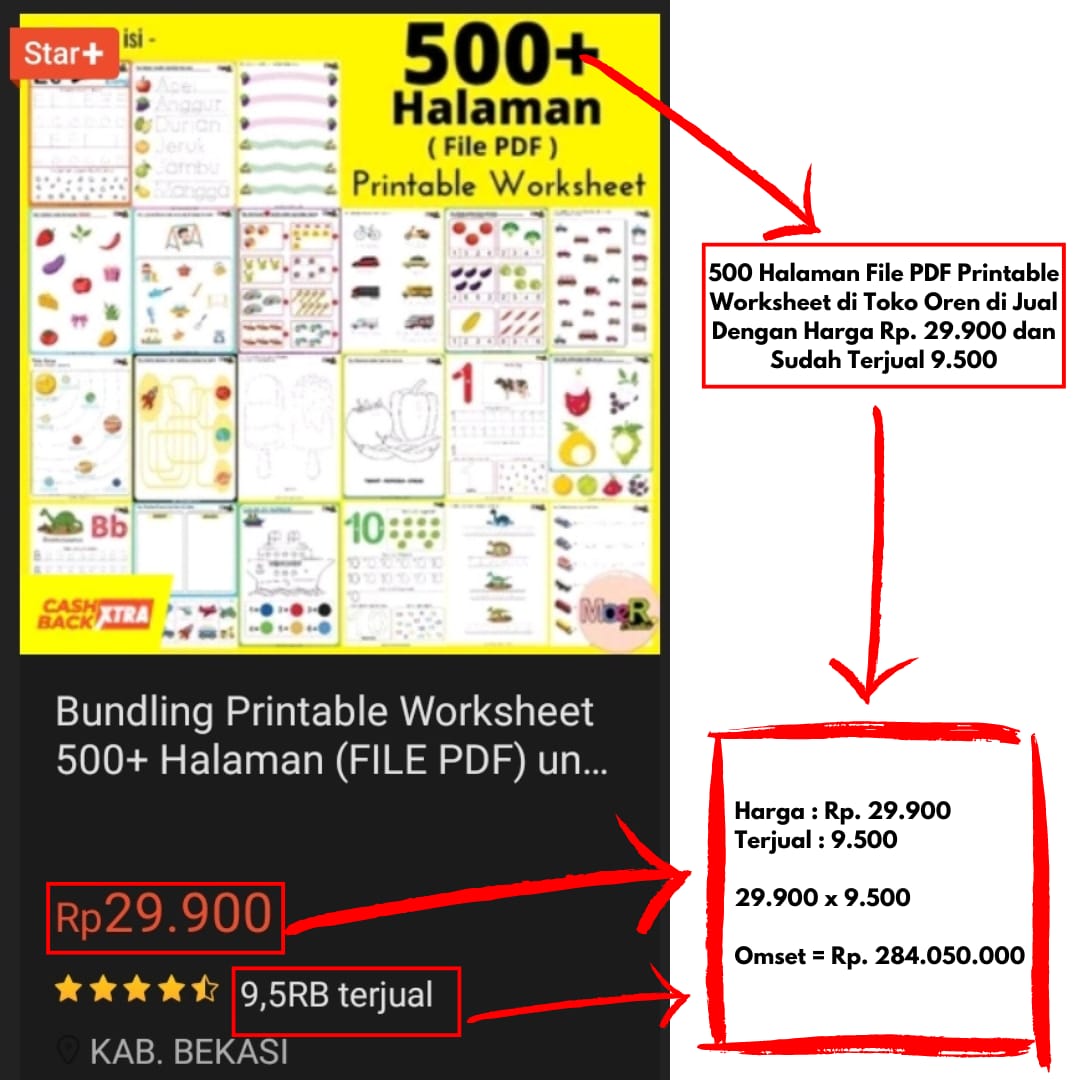 Star+
isi -
500+
Halaman
( File PDF )
Printable Worksheet
Apel
Anggur
Durian
Jeruk
Jambu
Mangga
1
Bb
10
CASH
BACK XTRA
Bundling Printable Worksheet
500+ Halaman (FILE PDF) un...
Rp29.900
9,5RB terjual
KAB. BEKASI
500 Halaman File PDF Printable
Worksheet di Toko Oren di Jual
Dengan Harga Rp. 29.900 dan
Sudah Terjual 9.500
Harga : Rp. 29.900
Terjual : 9.500
29.900 x 9.500
Omset = Rp. 284.050.000